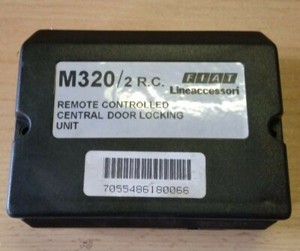 M320/2 R.C.
FIAT
Lineaccessori
REMOTE CONTROLLED
CENTRAL DOOR LOCKING
UNIT
7055486180066